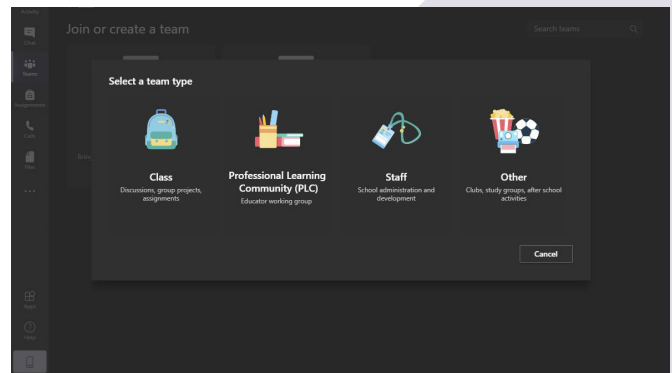 Activity
Join or create a team
Search teams
Chat
Teams
Select a team type
Assignments
Calls
Files
Class
Discussions, group projects,
assignments
Professional Learning
Community (PLC)
Educator working group
Staff
School administration and
development
Other
Clubs, study groups, after school
activities
Cancel
Apps
Help